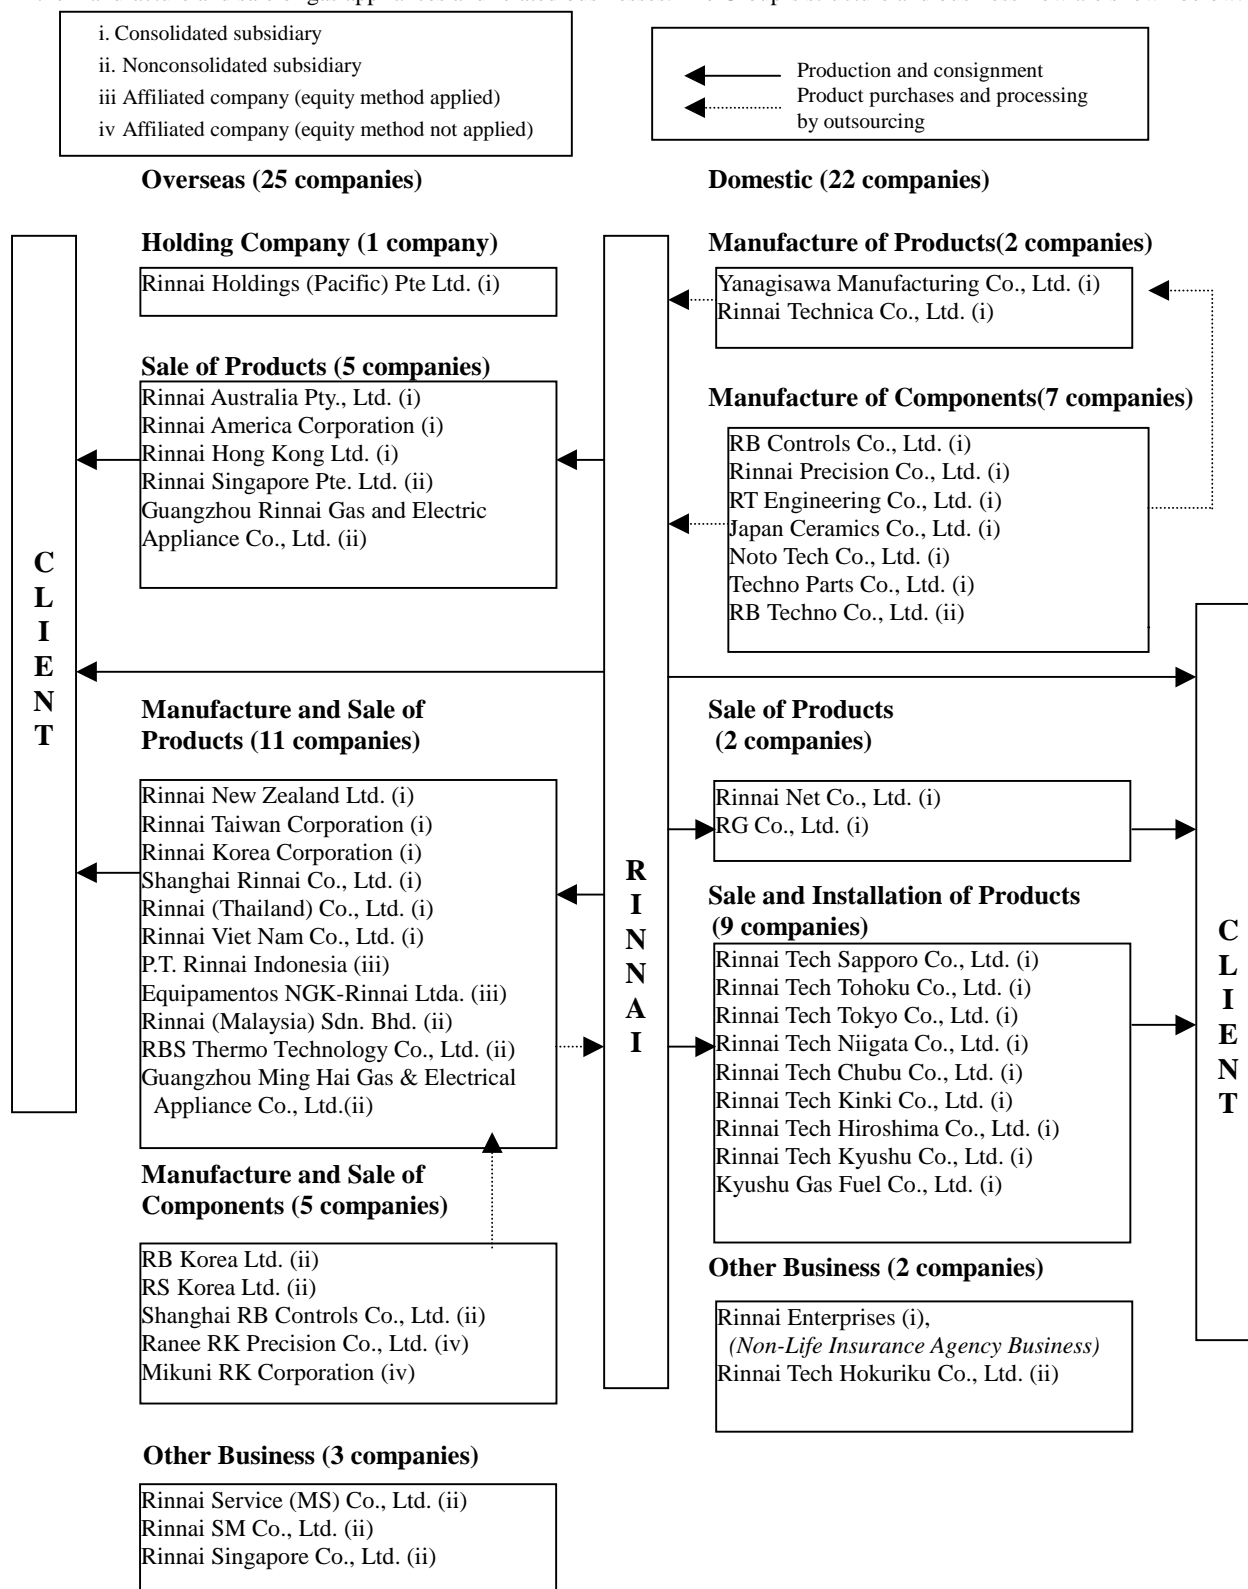 i. Consolidated subsidiary
ii. Nonconsolidated subsidiary
iii Affiliated company (equity method applied)
iv Affiliated company (equity method not applied)
Production and consignment
Product purchases and processing
by outsourcing
Overseas (25 companies)
Domestic (22 companies)
CLIENT
Holding Company (1 company)
Rinnai Holdings (Pacific) Pte Ltd. (i)
Sale of Products (5 companies)
Rinnai Australia Pty., Ltd. (i)
Rinnai America Corporation (i)
Rinnai Hong Kong Ltd. (i)
Rinnai Singapore Pte. Ltd. (ii)
Guangzhou Rinnai Gas and Electric
Appliance Co., Ltd. (ii)
Manufacture and Sale of
Products (11 companies)
Rinnai New Zealand Ltd. (i)
Rinnai Taiwan Corporation (i)
Rinnai Korea Corporation (i)
Shanghai Rinnai Co., Ltd. (i)
Rinnai (Thailand) Co., Ltd. (i)
Rinnai Viet Nam Co., Ltd. (i)
P.T. Rinnai Indonesia (iii)
Equipamentos NGK-Rinnai Ltda. (iii)
Rinnai (Malaysia) Sdn. Bhd. (ii)
RBS Thermo Technology Co., Ltd. (ii)
Guangzhou Ming Hai Gas & Electrical
Appliance Co., Ltd.(ii)
Manufacture and Sale of
Components (5 companies)
RB Korea Ltd. (ii)
RS Korea Ltd. (ii)
Shanghai RB Controls Co., Ltd. (ii)
Ranee RK Precision Co., Ltd. (iv)
Mikuni RK Corporation (iv)
Other Business (3 companies)
Rinnai Service (MS) Co., Ltd. (ii)
Rinnai SM Co., Ltd. (ii)
Rinnai Singapore Co., Ltd. (ii)
RINNAI
Manufacture of Products(2 companies)
Yanagisawa Manufacturing Co., Ltd. (i)
Rinnai Technica Co., Ltd. (i)
Manufacture of Components(7 companies)
RB Controls Co., Ltd. (i)
Rinnai Precision Co., Ltd. (i)
RT Engineering Co., Ltd. (i)
Japan Ceramics Co., Ltd. (i)
Noto Tech Co., Ltd. (i)
Techno Parts Co., Ltd. (i)
RB Techno Co., Ltd. (ii)
Sale of Products
(2 companies)
Rinnai Net Co., Ltd. (i)
RG Co., Ltd. (i)
Sale and Installation of Products
(9 companies)
Rinnai Tech Sapporo Co., Ltd. (i)
Rinnai Tech Tohoku Co., Ltd. (i)
Rinnai Tech Tokyo Co., Ltd. (i)
Rinnai Tech Niigata Co., Ltd. (i)
Rinnai Tech Chubu Co., Ltd. (i)
Rinnai Tech Kinki Co., Ltd. (i)
Rinnai Tech Hiroshima Co., Ltd. (i)
Rinnai Tech Kyushu Co., Ltd. (i)
Kyushu Gas Fuel Co., Ltd. (i)
Other Business (2 companies)
Rinnai Enterprises (i),
(Non-Life Insurance Agency Business)
Rinnai Tech Hokuriku Co., Ltd. (ii)
CLIENT